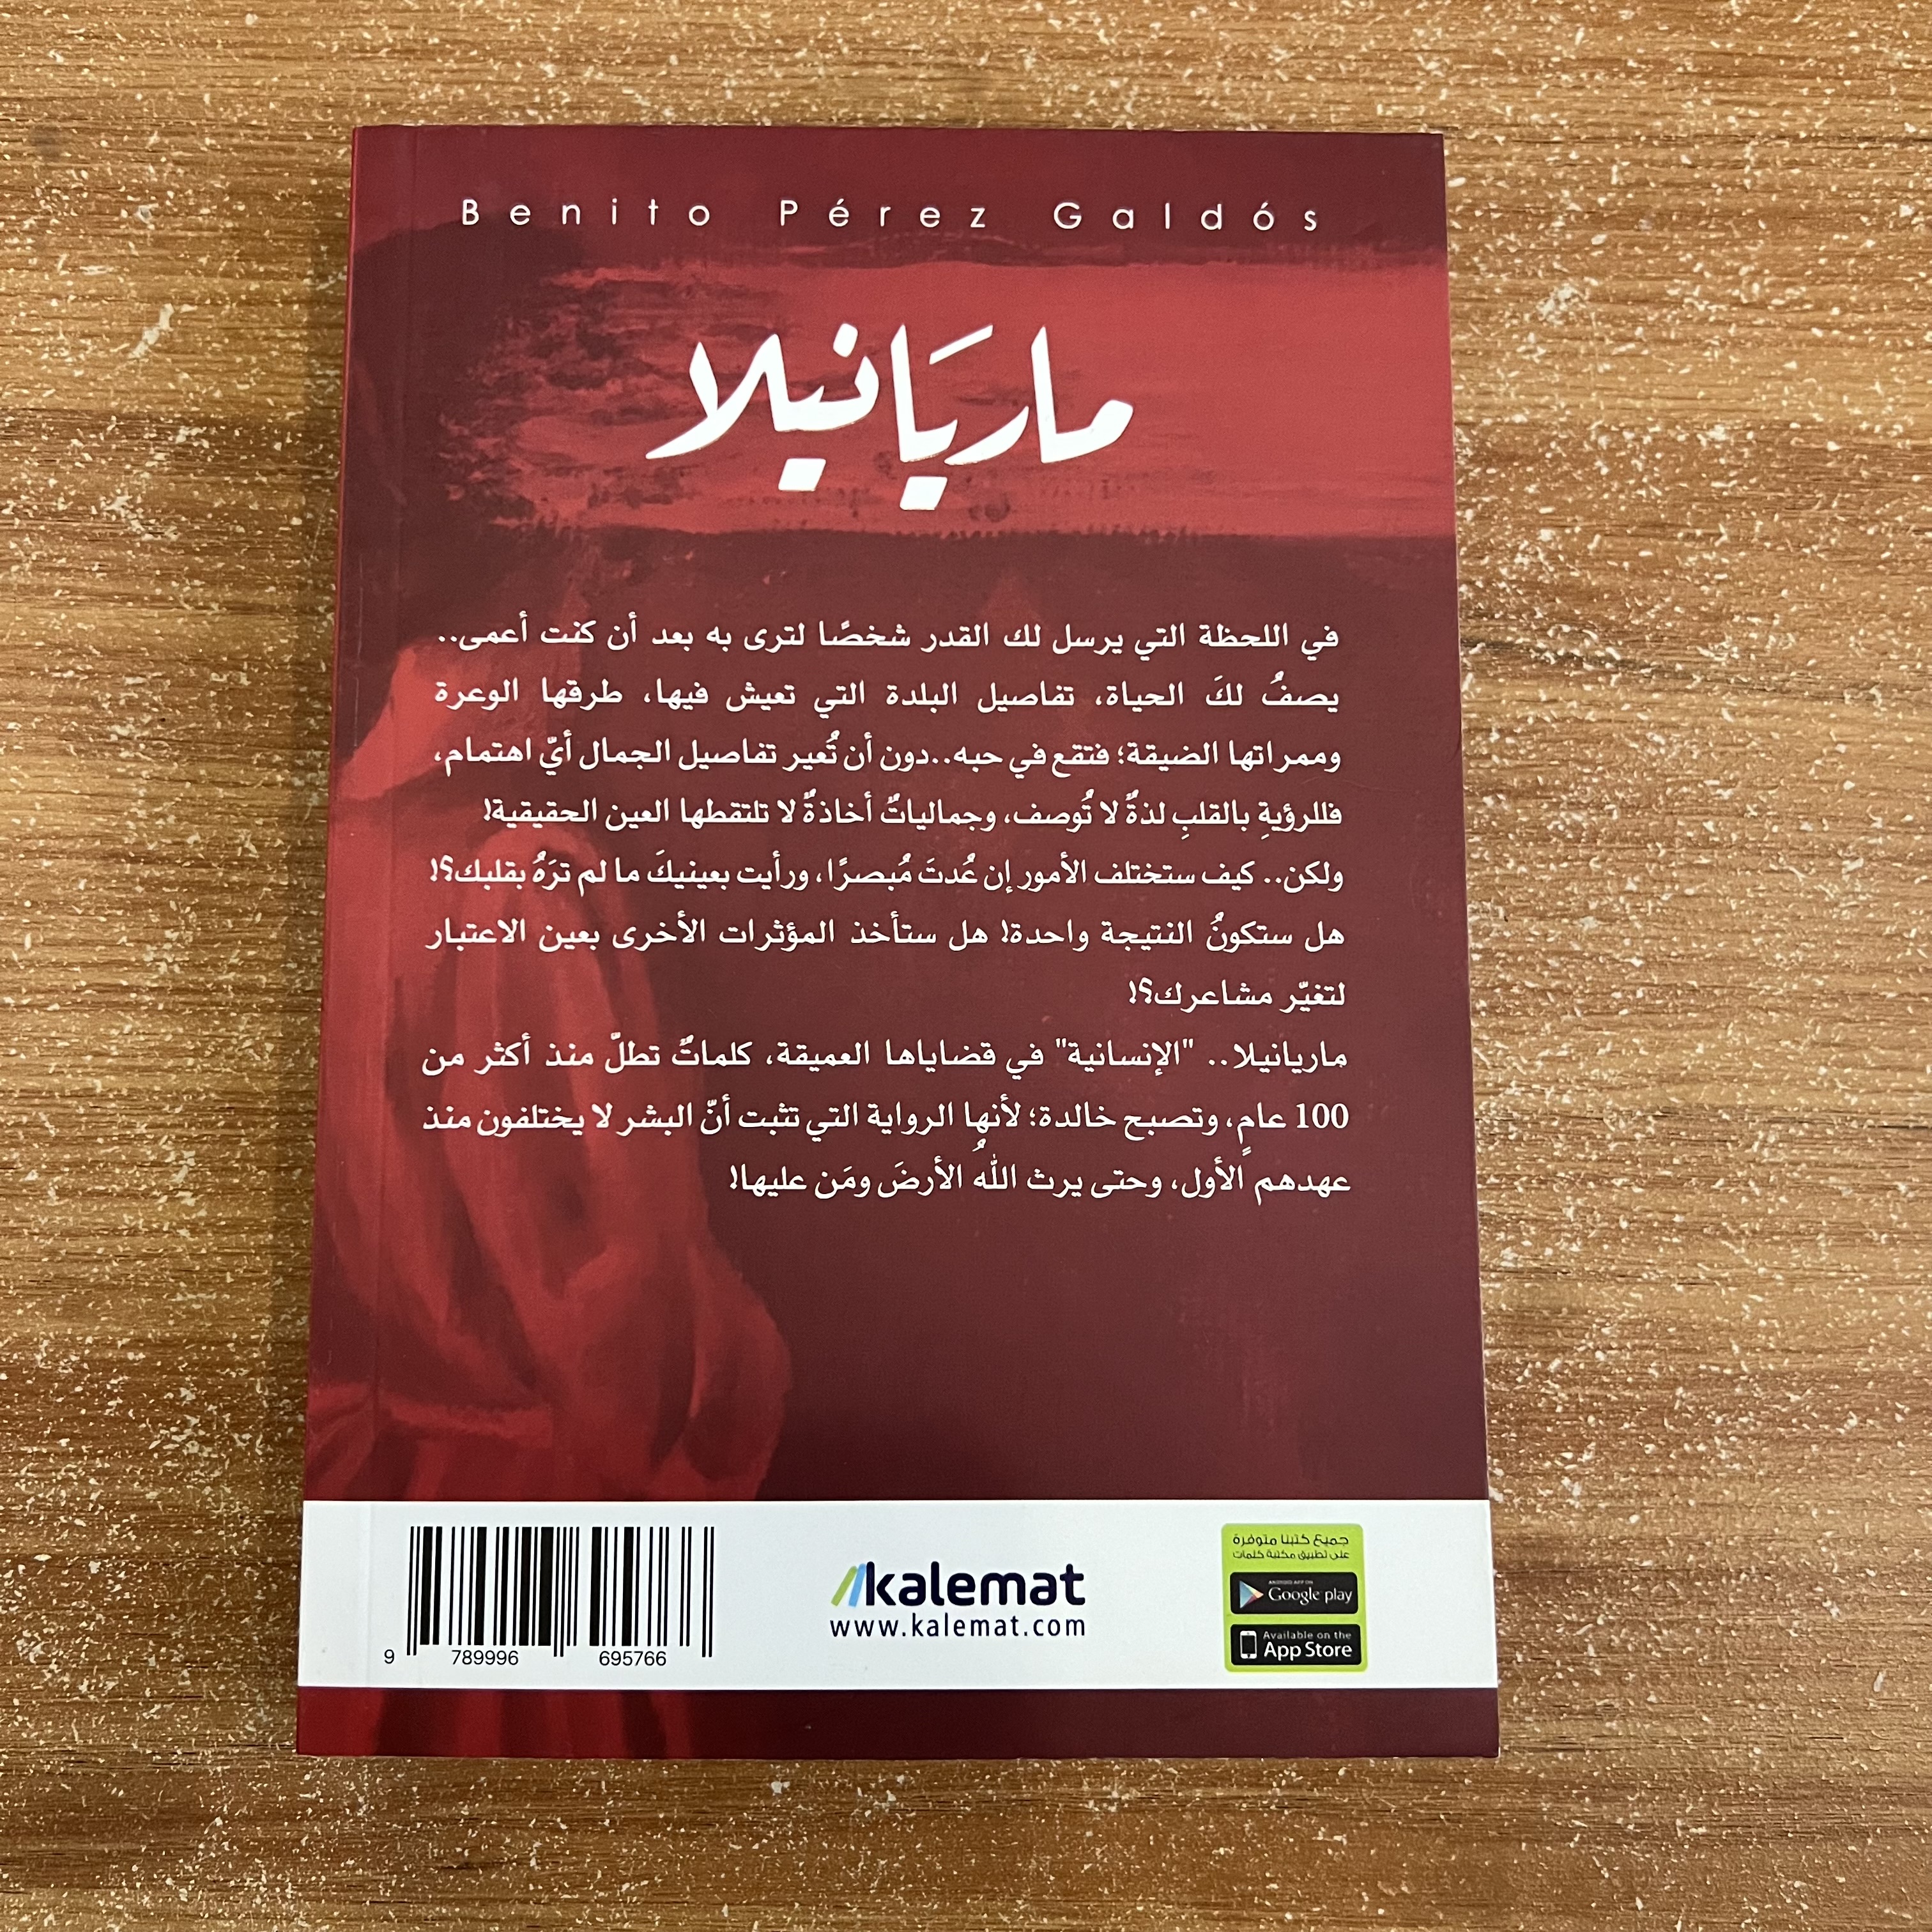 Benito Pérez Galdós
ماريَانيلا
في اللحظة التي يرسل لك القدر شخصًا لترى به بعد أن كنت أعمى..
يصفُ لكَ الحياة، تفاصيل البلدة التي تعيش فيها، طرقها الوعرة
وممراتها الضيقة؛ فتقع في حبه..دون أن تُعير تفاصيل الجمال أيّ اهتمام،
فللرؤيةِ بالقلبِ لذةٌ لا تُوصف، وجمالياتٌ أخاذةٌ لا تلتقطها العين الحقيقية!
ولكن.. كيف ستختلف الأمور إن عُدتَ مُبصرًا، ورأيت بعينيكَ ما لم ترَهُ بقلبك؟!
هل ستكونُ النتيجة واحدة! هل ستأخذ المؤثرات الأخرى بعين الاعتبار
لتغيّر مشاعرك؟!
ماريانيلا.. "الإنسانية" في قضاياها العميقة، كلماتٌ تطلّ منذ أكثر من
100 عامٍ، وتصبح خالدة؛ لأنها الرواية التي تثبت أنّ البشر لا يختلفون منذ
عهدهم الأول، وحتى يرث اللهُ الأرضَ ومَن عليها!
9 789996 695766
kalemat
www.kalemat.com
جميع كتبنا متوفرة
على تطبيق مكتبة كلمات
ANDROID APP ON
Google play
Available on the
App Store